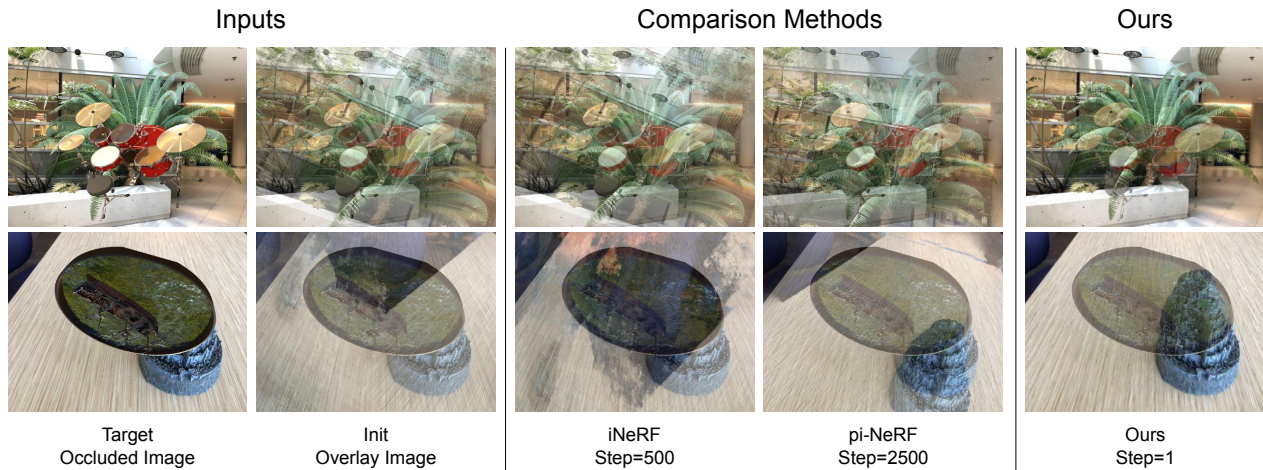 Inputs
Comparison Methods
Ours
Target
Occluded Image
Init
Overlay Image
iNeRF
Step=500
pi-NeRF
Step=2500
Ours
Step=1